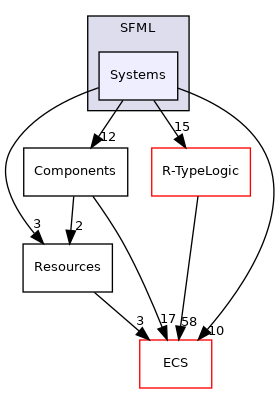 SFML
Systems
12
15
Components
R-TypeLogic
3
2
Resources
3
17
58
10
ECS